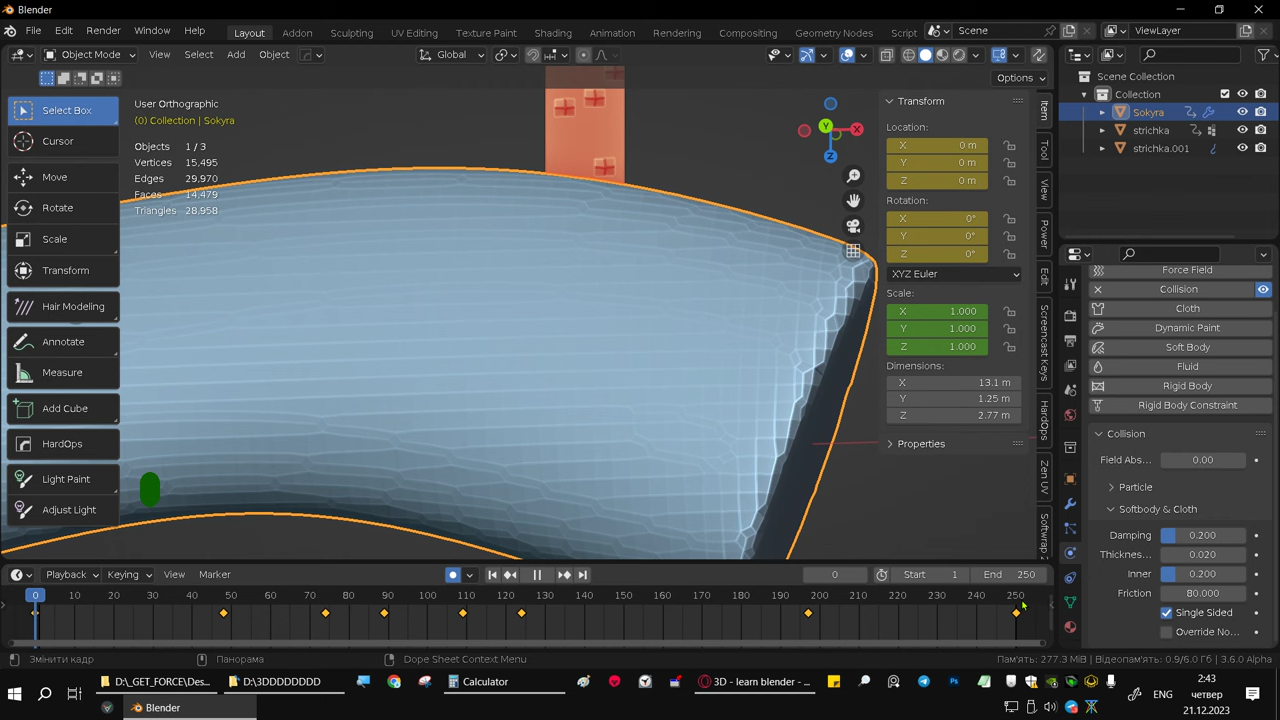 Blender
File Edit Render Window Help Layout Addon Sculpting UV Editing Texture Paint Shading Animation Rendering Compositing Geometry Nodes Script Scene ViewLayer
Object Mode View Select Add Object Global
Options
Select Box
Cursor
Move
Rotate
Scale
Transform
Hair Modeling
Annotate
Measure
Add Cube
HardOps
Light Paint
Adjust Light
User Orthographic
(0) Collection | Sokyra
Objects 1 / 3
Vertices 15,495
Edges 29,970
Faces 14,479
Triangles 28,958
X
Y
Z
Transform
Location:
X 0 m
Y 0 m
Z 0 m
Rotation:
X 0°
Y 0°
Z 0°
XYZ Euler
Scale:
X 1.000
Y 1.000
Z 1.000
Dimensions:
X 13.1 m
Y 1.25 m
Z 2.77 m
Properties
Item
Tool
View
Power
Edit
Screencast Keys
HardOps
Zen UV
Softwrap
Scene Collection
Collection
Sokyra
strichka
strichka.001
Force Field
Collision
Cloth
Dynamic Paint
Soft Body
Fluid
Rigid Body
Rigid Body Constraint
Collision
Field Abs... 0.00
Particle
Softbody & Cloth
Damping 0.200
Thicknes... 0.020
Inner 0.200
Friction 80.000
Single Sided
Override No...
Playback Keying View Marker 0 Start 1 End 250
0 10 20 30 40 50 60 70 80 90 100 110 120 130 140 150 160 170 180 190 200 210 220 230 240 250
Змінити кадр Панорама Dope Sheet Context Menu Пам'ять: 277.3 MiB | Відеопам'ять: 0.9/6.0 Гб | 3.6.0 Alpha
D:\_GET_FORCE\Des... D:\3DDDDDDDD Calculator 3D - learn blender - ...
Blender
ENG
2:43
четвер
21.12.2023